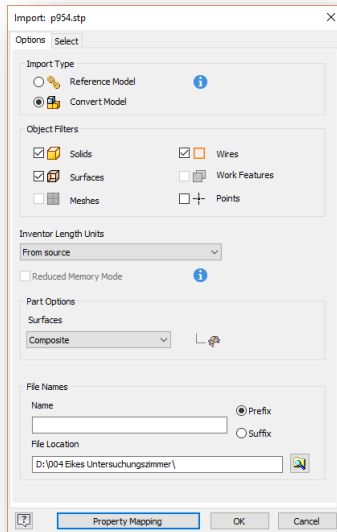 Import: p954.stp
Options Select
Import Type
Reference Model
Convert Model
Object Filters
Solids Wires
Surfaces Work Features
Meshes Points
Inventor Length Units
From source
Reduced Memory Mode
Part Options
Surfaces
Composite
File Names
Name
Prefix
Suffix
File Location
D:\004 Eikes Untersuchungszimmer\
Property Mapping OK Cancel